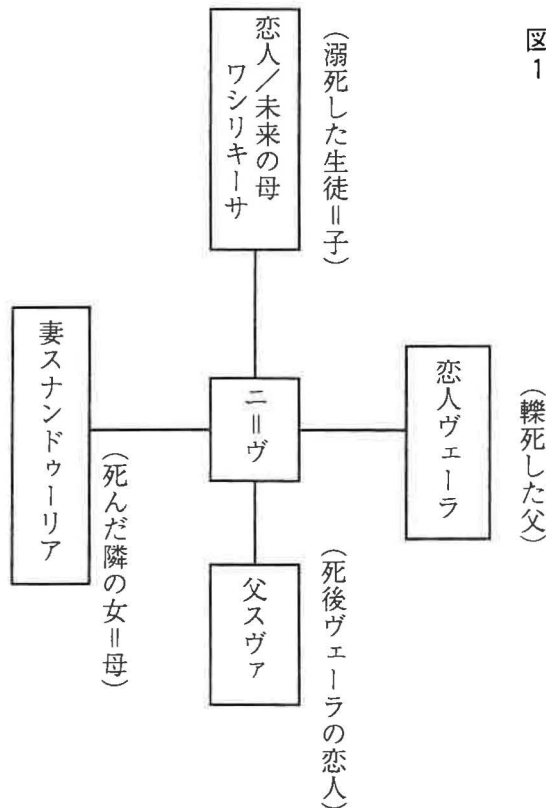 図1
(轢死した父)
恋人ヴェーラ
(溺死した生徒＝子)
恋人／未来の母
ワシリキーサ
ニ＝ヴ
(死後ヴェーラの恋人)
父スヴァ
(死んだ隣の女＝母)
妻スナンドゥーリア